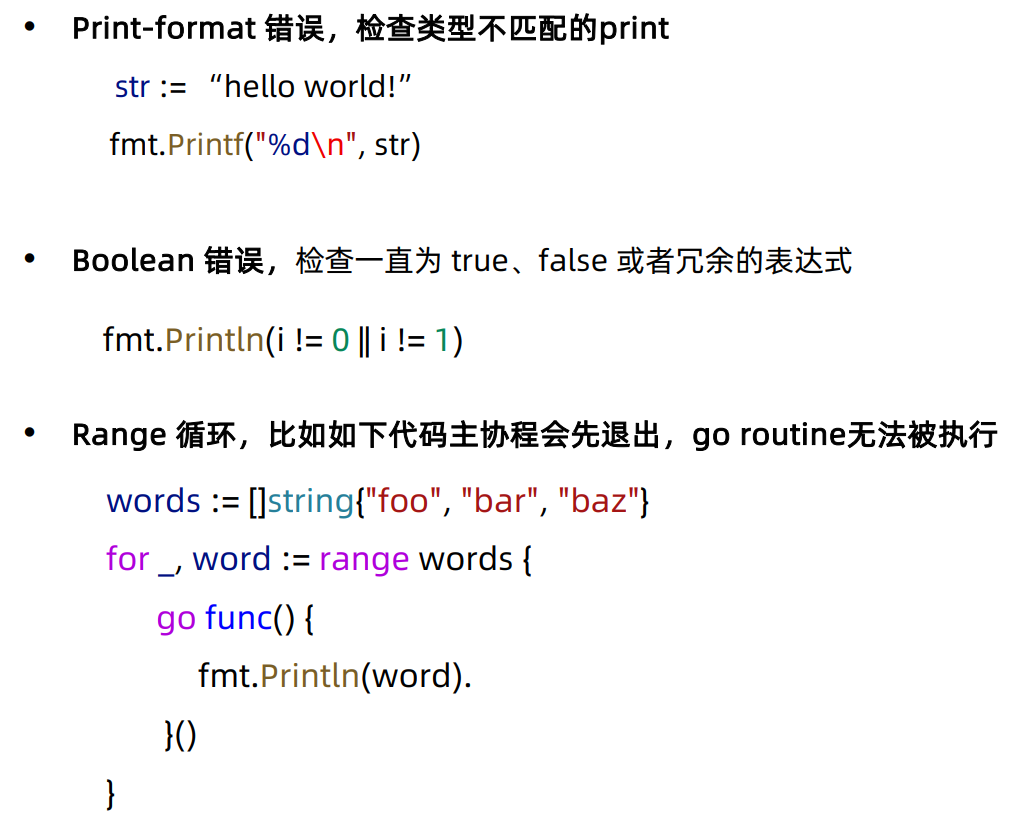 • Print-format 错误，检查类型不匹配的print
str := “hello world!”
fmt.Printf("%d\n", str)
• Boolean 错误，检查一直为 true、false 或者冗余的表达式
fmt.Println(i != 0 || i != 1)
• Range 循环，比如如下代码主协程会先退出，go routine无法被执行
words := []string{"foo", "bar", "baz"}
for _, word := range words {
go func() {
fmt.Println(word).
}()
}